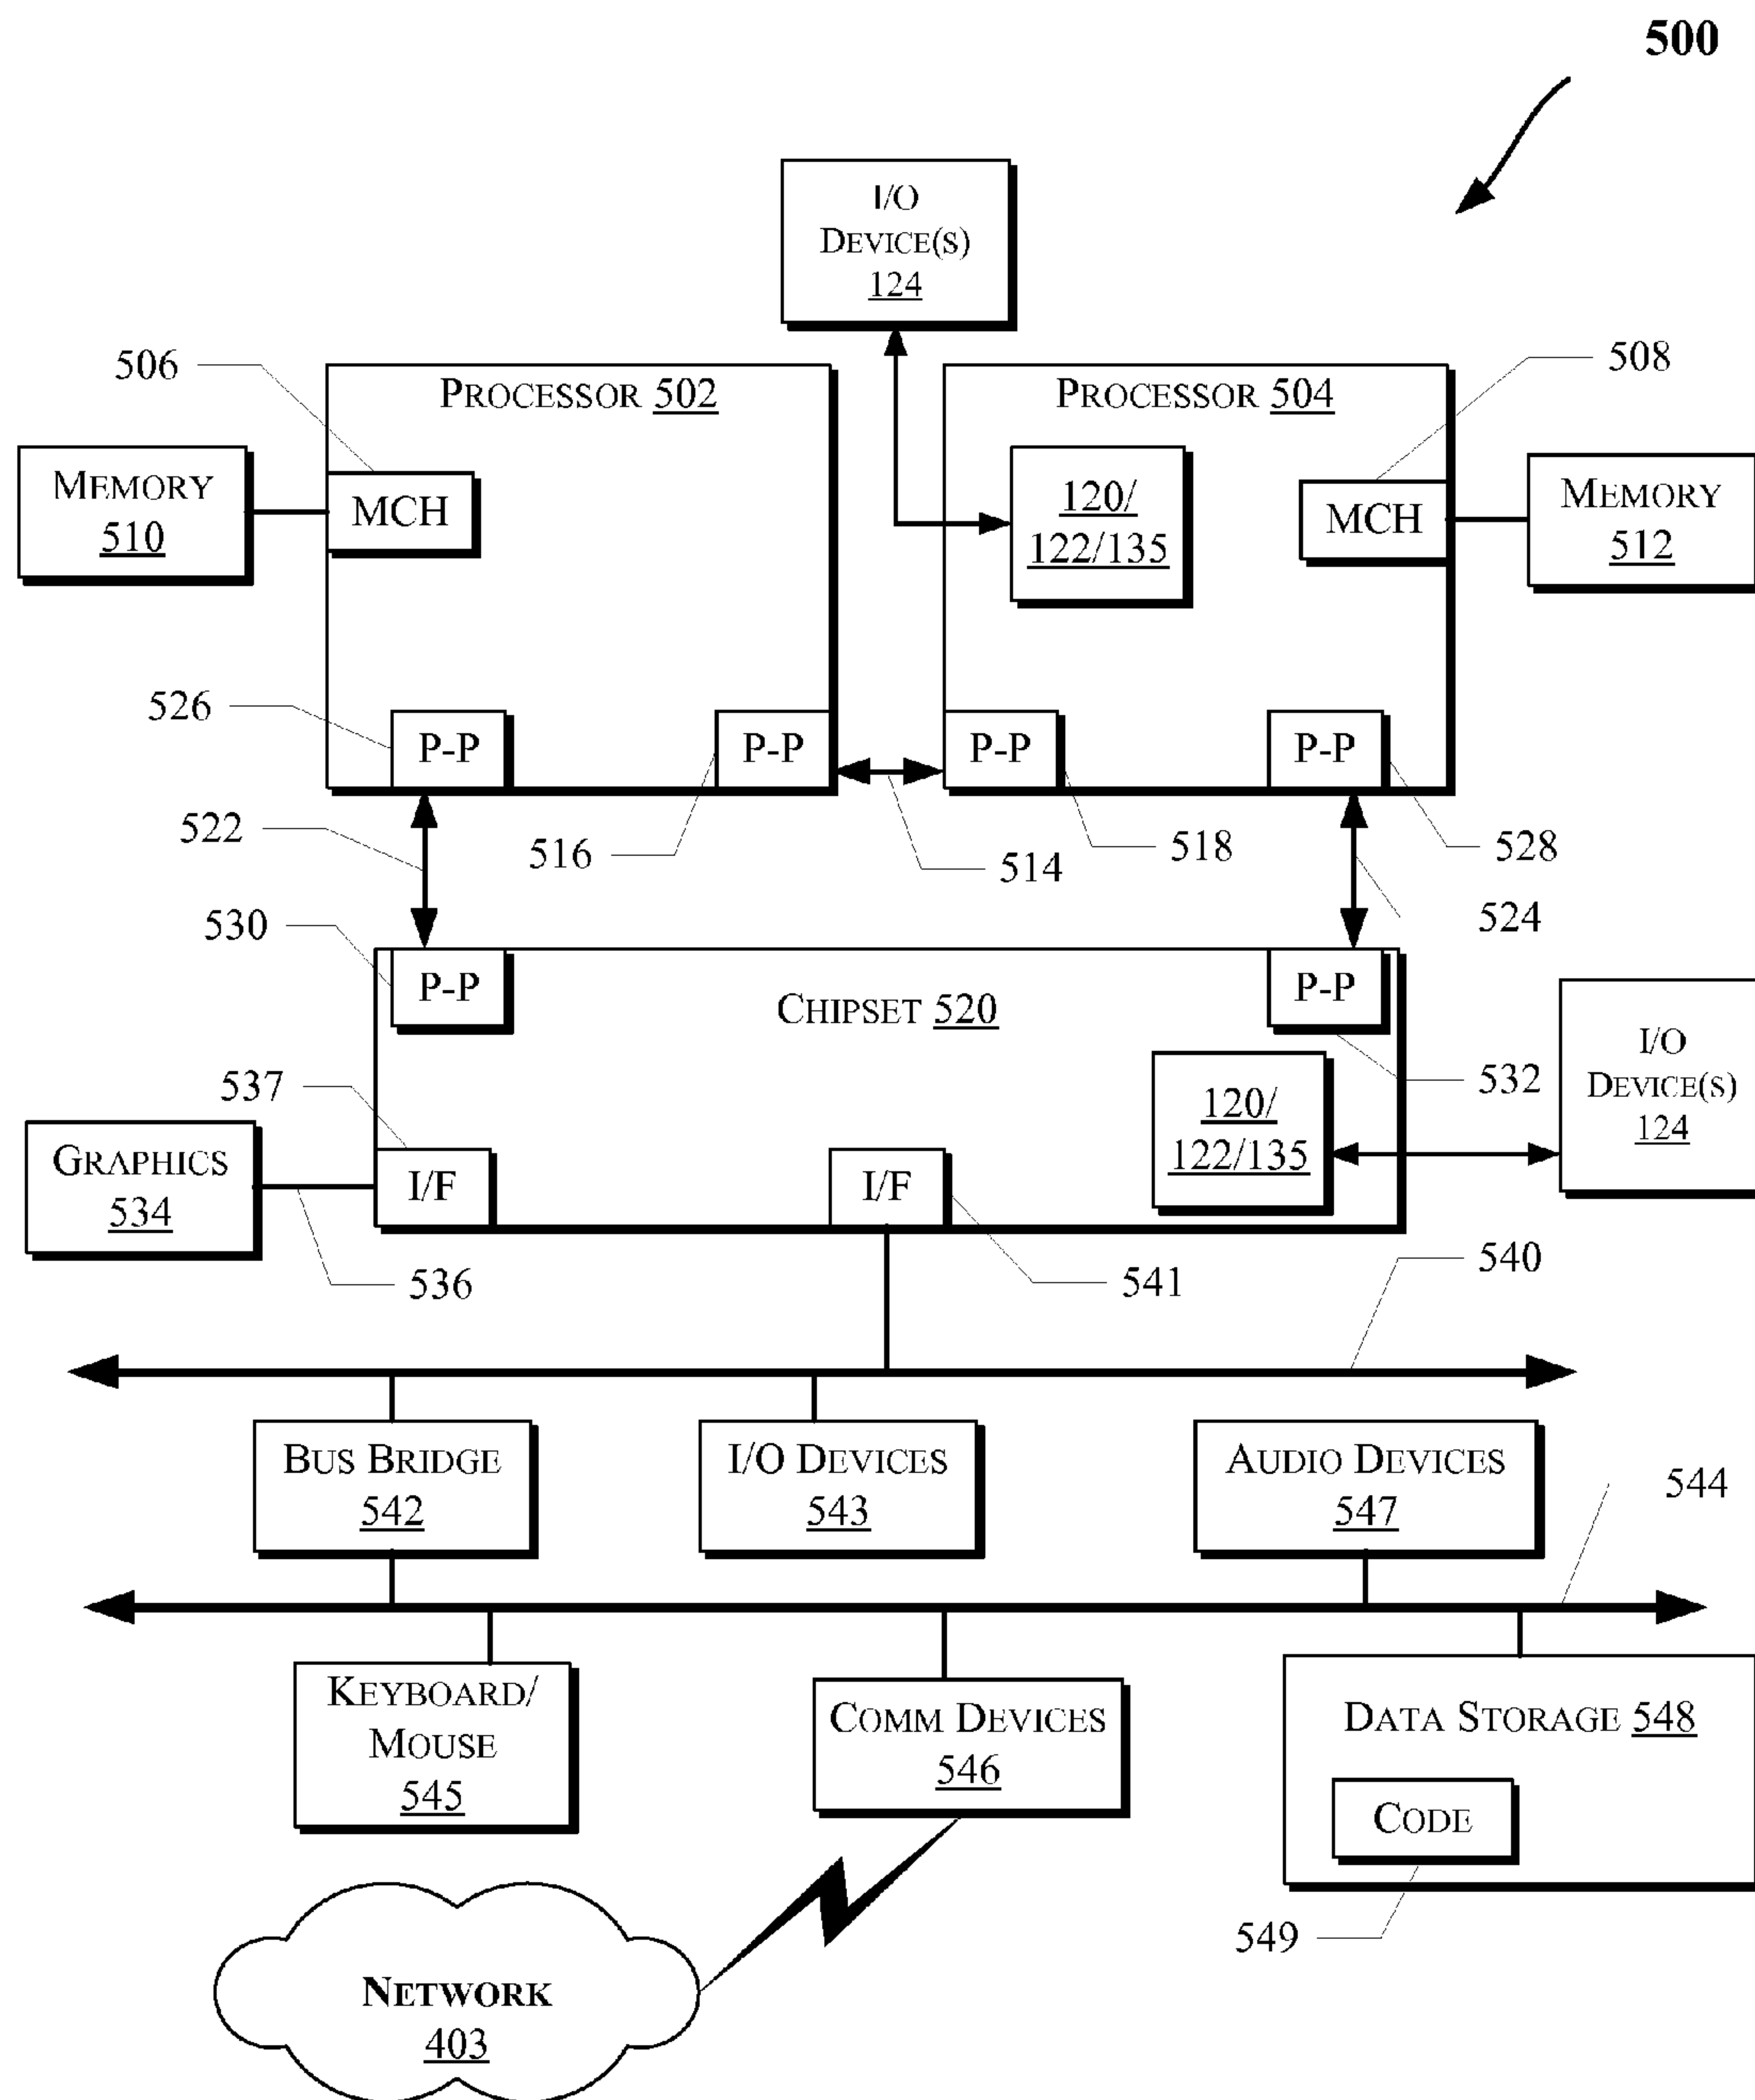 500
I/O
DEVICE(S)
124
506
PROCESSOR 502
PROCESSOR 504
508
MEMORY
510
MCH
120/
122/135
MCH
MEMORY
512
526
P-P
P-P
P-P
P-P
522
516
514
518
528
530
524
P-P
CHIPSET 520
P-P
I/O
DEVICE(S)
124
537
120/
122/135
532
GRAPHICS
534
I/F
I/F
536
541
540
BUS BRIDGE
542
I/O DEVICES
543
AUDIO DEVICES
547
544
KEYBOARD/
MOUSE
545
COMM DEVICES
546
DATA STORAGE 548
CODE
549
NETWORK
403